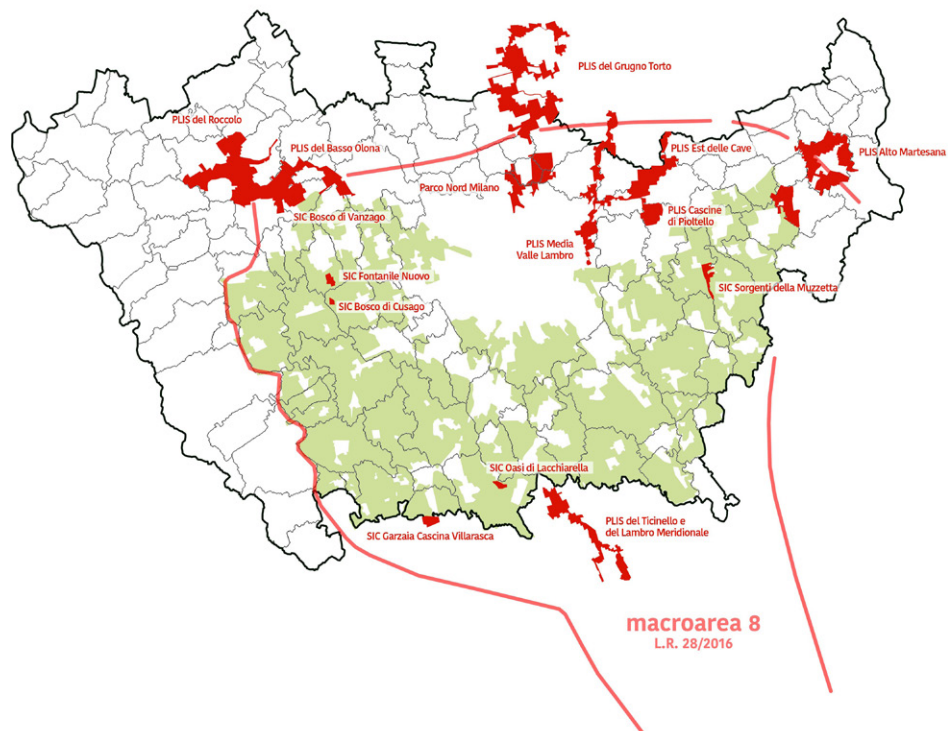 PLIS del Grugno Torto
PLIS del Roccolo
PLIS del Basso Olona
PLIS Est delle Cave
PLIS Alto Martesana
Parco Nord Milano
SIC Bosco di Vanzago
PLIS Cascine
di Pioltello
PLIS Media
Valle Lambro
SIC Fontanile Nuovo
SIC Sorgenti della Muzzetta
SIC Bosco di Cusago
SIC Oasi di Lacchiarella
PLIS del Ticinello e
del Lambro Meridionale
SIC Garzaia Cascina Villarasca
macroarea 8
L.R. 28/2016